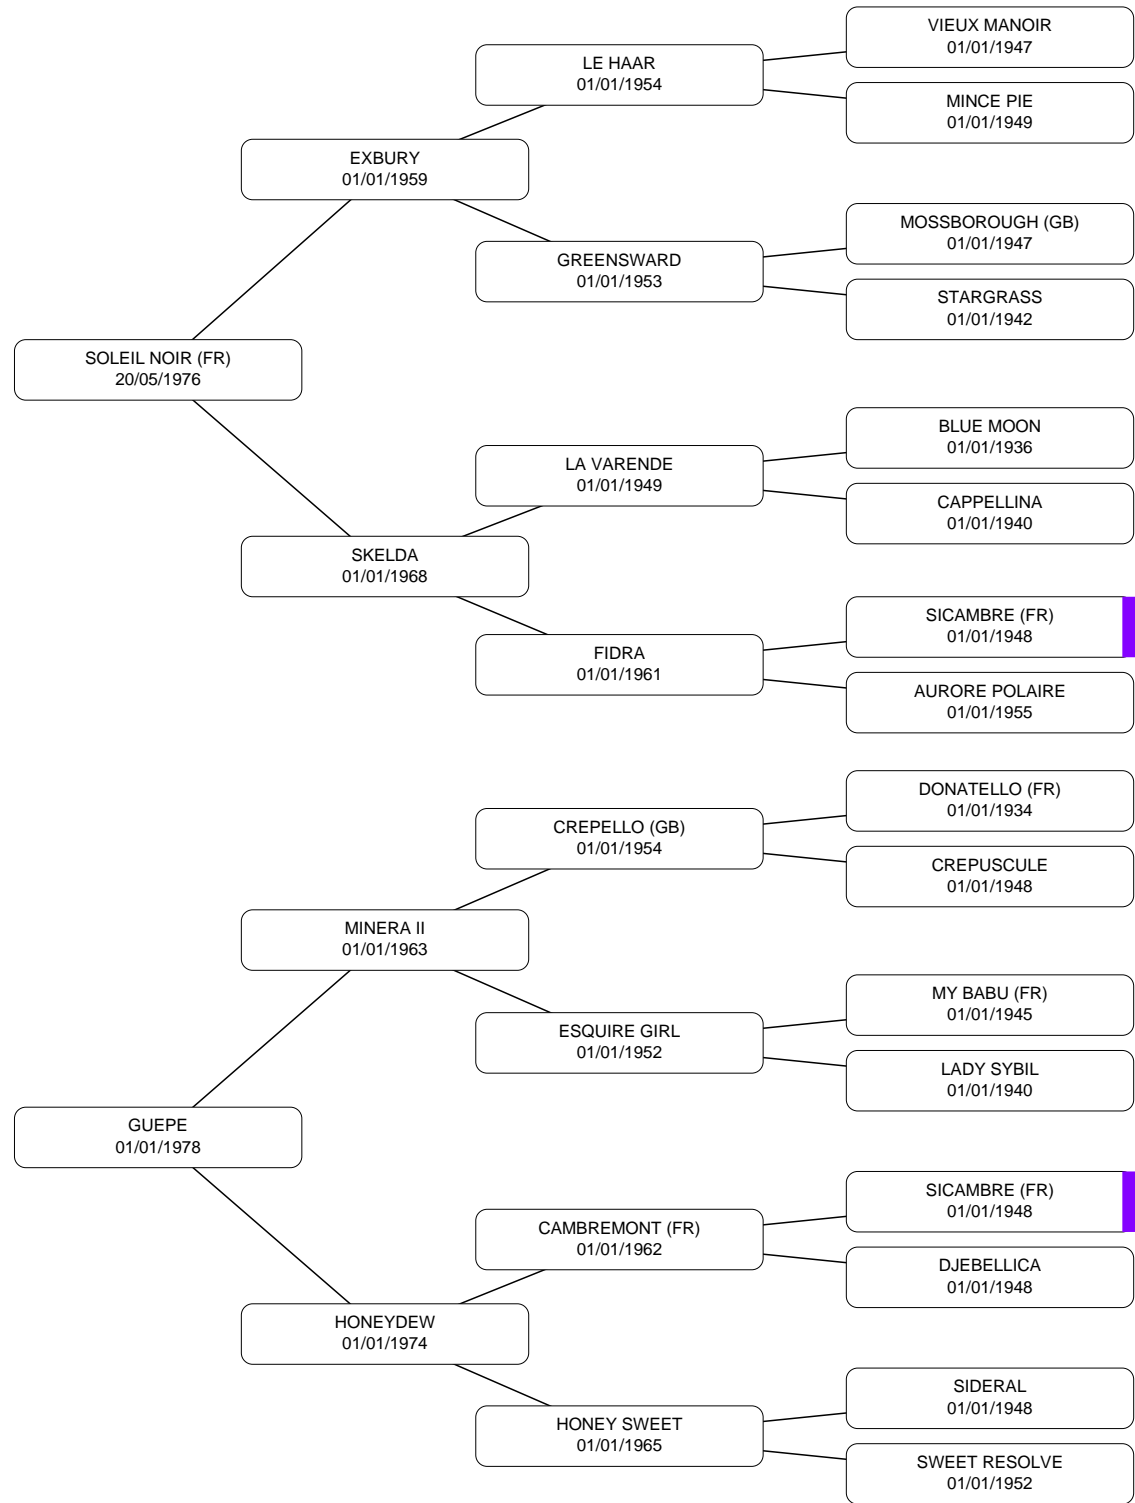 VIEUX MANOIR
01/01/1947
LE HAAR
01/01/1954
MINCE PIE
01/01/1949
EXBURY
01/01/1959
MOSSBOROUGH (GB)
01/01/1947
GREENSWARD
01/01/1953
STARGRASS
01/01/1942
SOLEIL NOIR (FR)
20/05/1976
BLUE MOON
01/01/1936
LA VARENDE
01/01/1949
CAPPELLINA
01/01/1940
SKELDA
01/01/1968
SICAMBRE (FR)
01/01/1948
FIDRA
01/01/1961
AURORE POLAIRE
01/01/1955
DONATELLO (FR)
01/01/1934
CREPELLO (GB)
01/01/1954
CREPUSCULE
01/01/1948
MINERA II
01/01/1963
MY BABU (FR)
01/01/1945
ESQUIRE GIRL
01/01/1952
LADY SYBIL
01/01/1940
GUEPE
01/01/1978
SICAMBRE (FR)
01/01/1948
CAMBREMONT (FR)
01/01/1962
DJEBELLICA
01/01/1948
HONEYDEW
01/01/1974
SIDERAL
01/01/1948
HONEY SWEET
01/01/1965
SWEET RESOLVE
01/01/1952